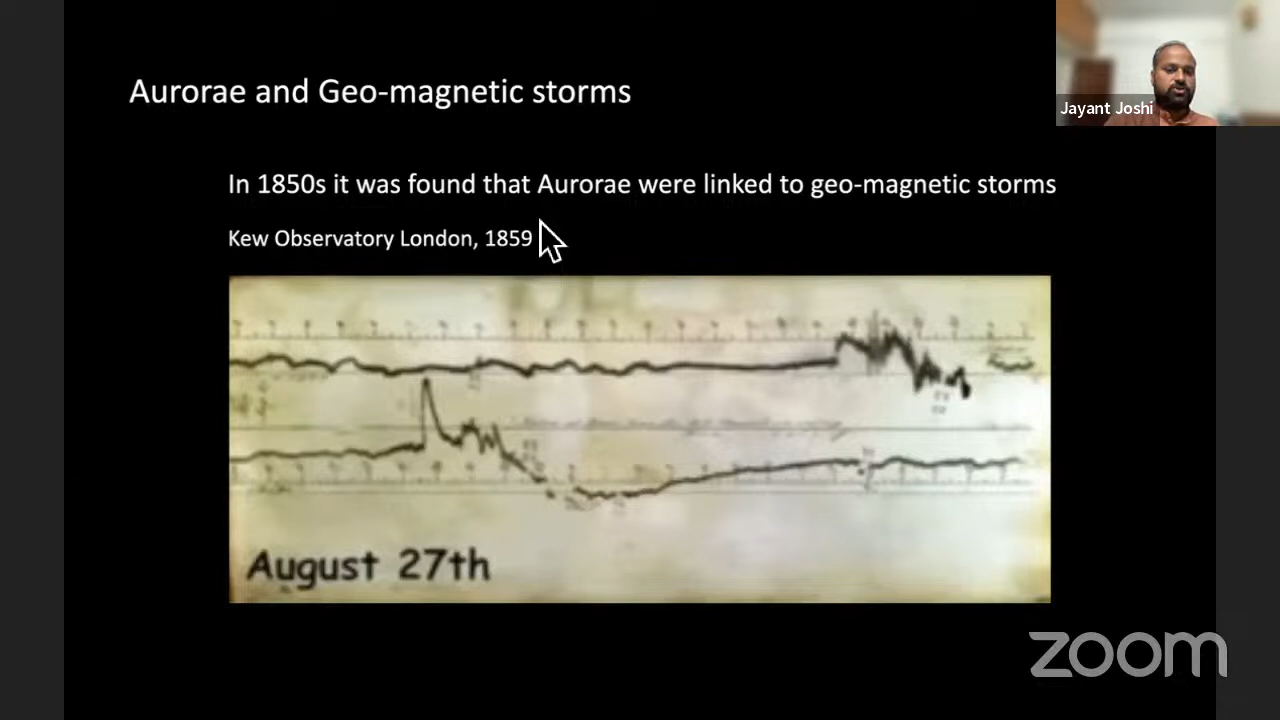 Aurorae and Geo-magnetic storms
Jayant Joshi
In 1850s it was found that Aurorae were linked to geo-magnetic storms
Kew Observatory London, 1859
August 27th
zoom